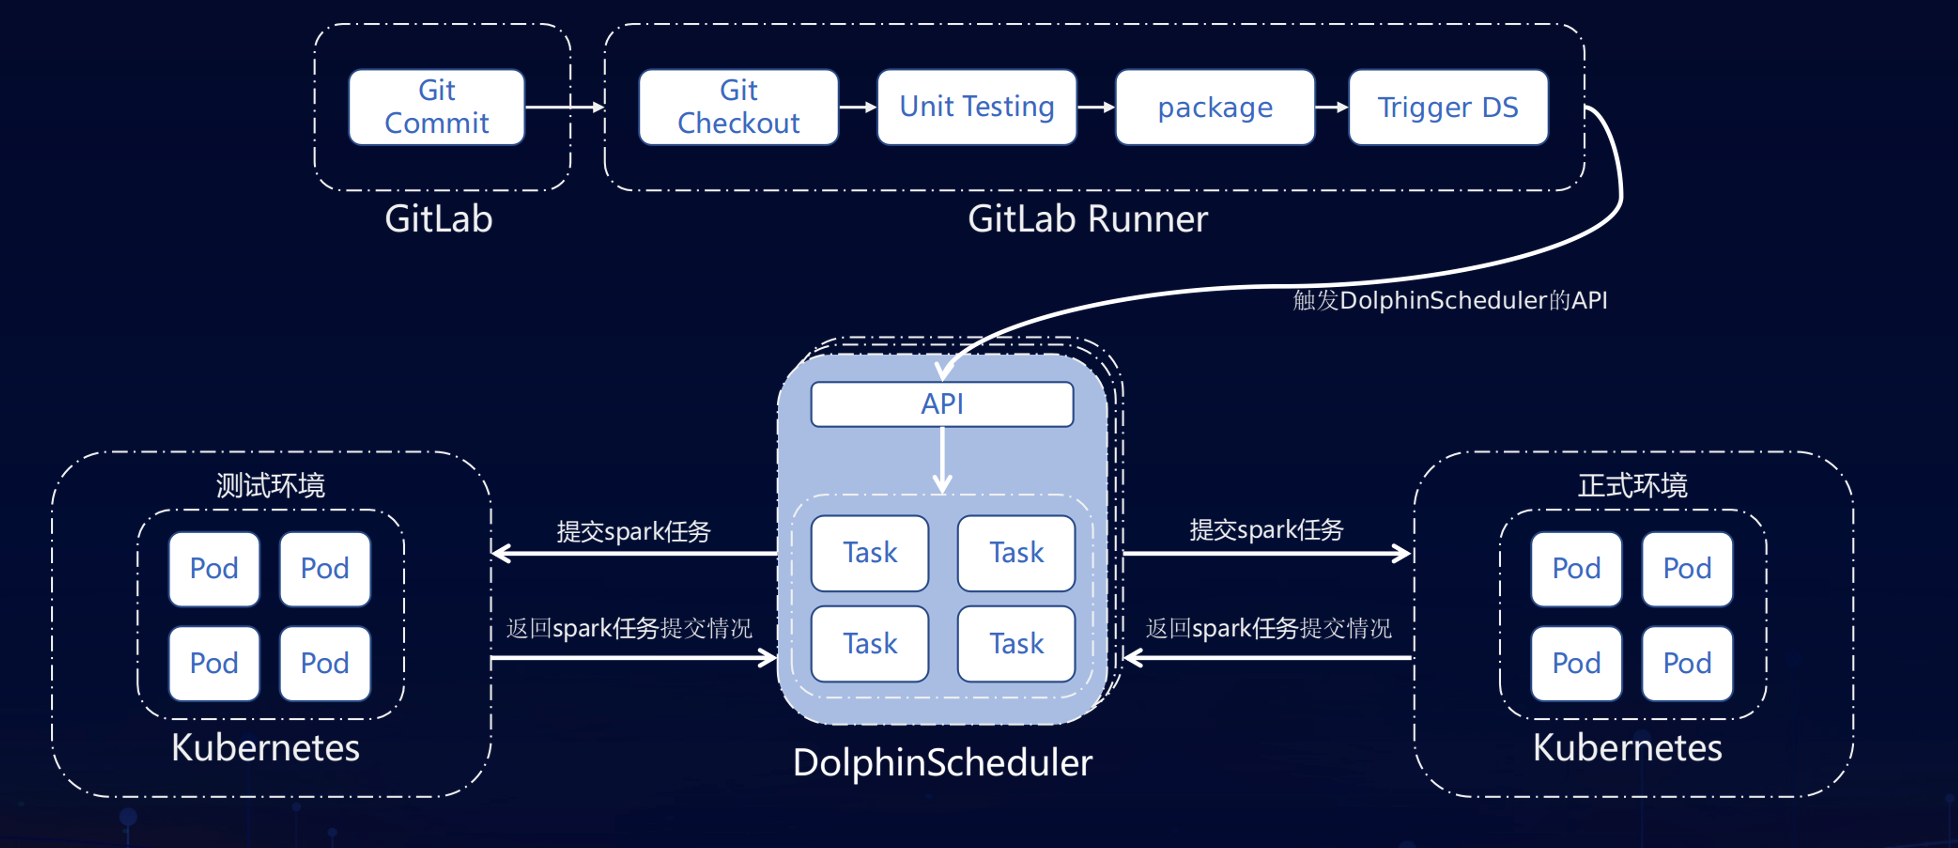 Git
Commit
Git
Checkout
Unit Testing
package
Trigger DS
GitLab
GitLab Runner
触发DolphinScheduler的API
API
测试环境
正式环境
提交spark任务
提交spark任务
Pod
Pod
Task
Task
Pod
Pod
返回spark任务提交情况
返回spark任务提交情况
Pod
Pod
Task
Task
Pod
Pod
Kubernetes
DolphinScheduler
Kubernetes